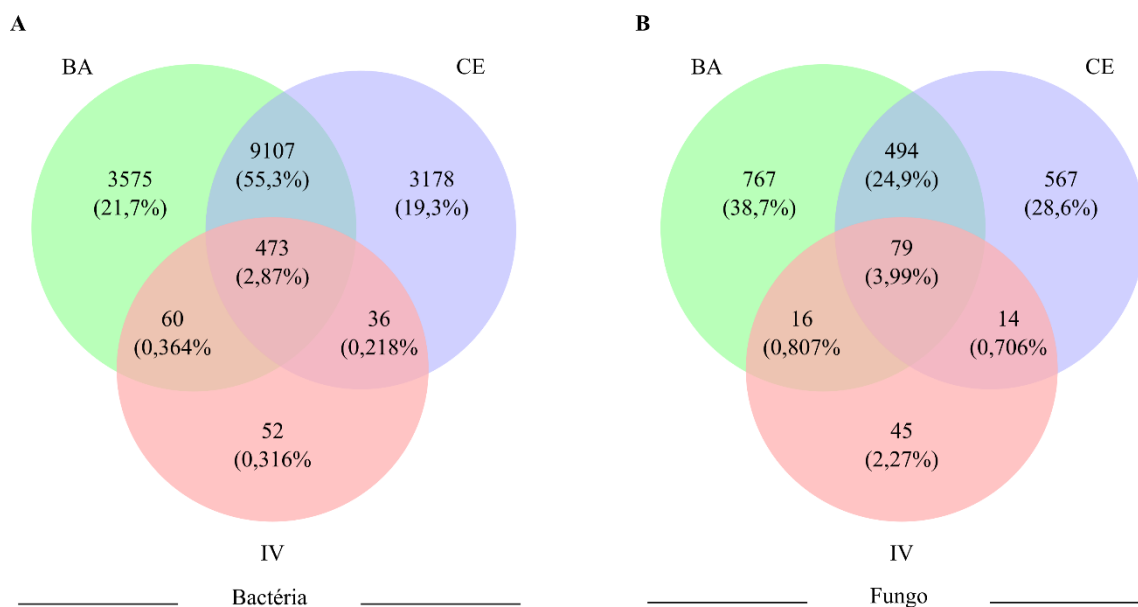 A
BA
CE
9107
(55,3%)
3575
(21,7%)
3178
(19,3%)
473
(2,87%)
60
(0,364%
36
(0,218%
52
(0,316%
IV
Bactéria
B
BA
CE
494
(24,9%)
767
(38,7%)
567
(28,6%)
79
(3,99%)
16
(0,807%
14
(0,706%
45
(2,27%)
IV
Fungo